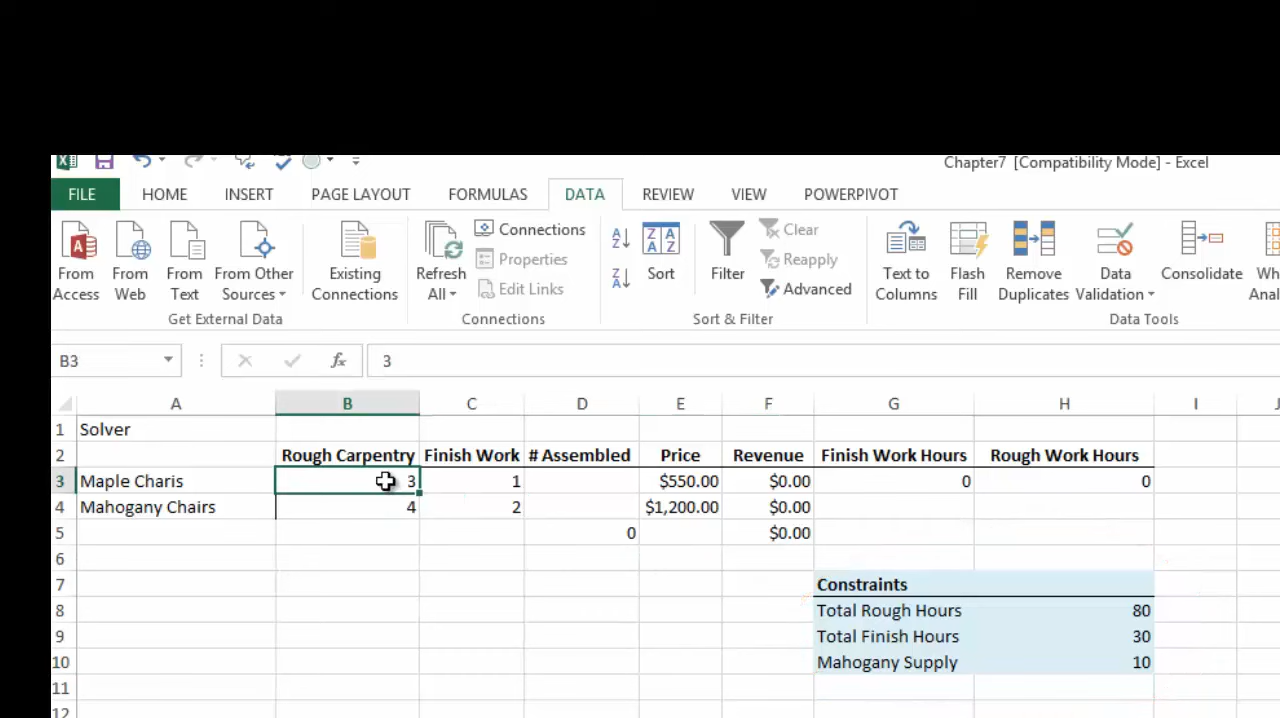 Chapter7 [Compatibility Mode] - Excel
FILE HOME INSERT PAGE LAYOUT FORMULAS DATA REVIEW VIEW POWERPIVOT
From Access
From Web
From Text
From Other Sources
Existing Connections
Refresh All
Connections
Properties
Edit Links
Sort
Filter
Clear
Reapply
Advanced
Text to Columns
Flash Fill
Remove Duplicates
Data Validation
Consolidate
Get External Data
Connections
Sort & Filter
Data Tools
B3 fx 3
A B C D E F G H I
1 Solver
2 Rough Carpentry Finish Work # Assembled Price Revenue Finish Work Hours Rough Work Hours
3 Maple Charis 3 1 $550.00 $0.00 0 0
4 Mahogany Chairs 4 2 $1,200.00 $0.00
5 0 $0.00
6
7 Constraints
8 Total Rough Hours 80
9 Total Finish Hours 30
10 Mahogany Supply 10
11
12